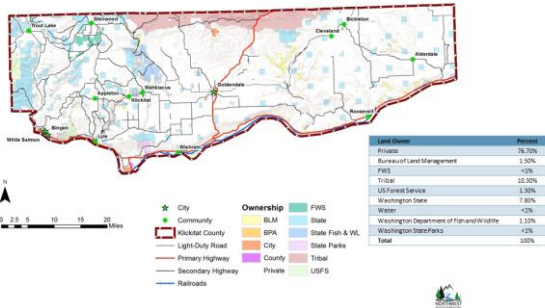 Trout Lake
Glenwood
Bickleton
Cleveland
Alderdale
Goldendale
Wahkiacus
Appleton
Klickitat
Roosevelt
Bingen
White Salmon
Lyle
Wishram
N
0 2.5 5 10 15 20
Miles
City
Community
Klickitat County
Light-Duty Road
Primary Highway
Secondary Highway
Railroads
Ownership
BLM
BPA
City
County
Private
FWS
State
State Fish & WL
State Parks
Tribal
USFS
Land Owner Percent
Private 76.70%
Bureau of Land Management 1.50%
FWS <1%
Tribal 10.30%
US Forest Service 1.30%
Washington State 7.80%
Water <1%
Washington Department of Fish and Wildlife 1.10%
Washington State Parks <1%
Total 100%
NORTHWEST